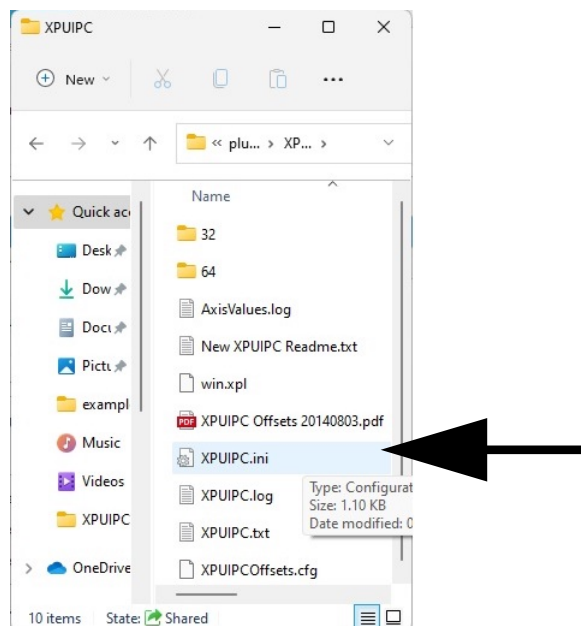 XPUIPC
New
« plu... > XP... >
Name
Quick ac
32
Desk
64
Dow
AxisValues.log
Docu
New XPUIPC Readme.txt
Pictu
win.xpl
exampl
PDF XPUIPC Offsets 20140803.pdf
Music
XPUIPC.ini
Videos
Type: Configurat
XPUIPC.log
Size: 1.10 KB
XPUIPC
Date modified: 0
XPUIPC.txt
OneDrive
XPUIPCOffsets.cfg
10 items State: Shared